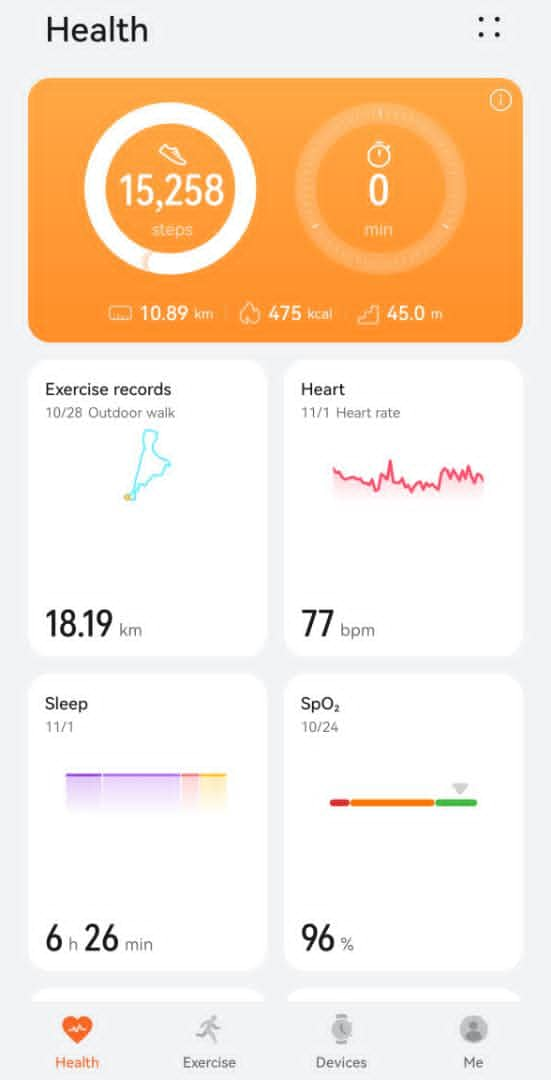 Health
15,258
steps
0
min
10.89 km
475 kcal
45.0 m
Exercise records
10/28 Outdoor walk
18.19 km
Heart
11/1 Heart rate
77 bpm
Sleep
11/1
6 h 26 min
SpO₂
10/24
96 %
Health
Exercise
Devices
Me